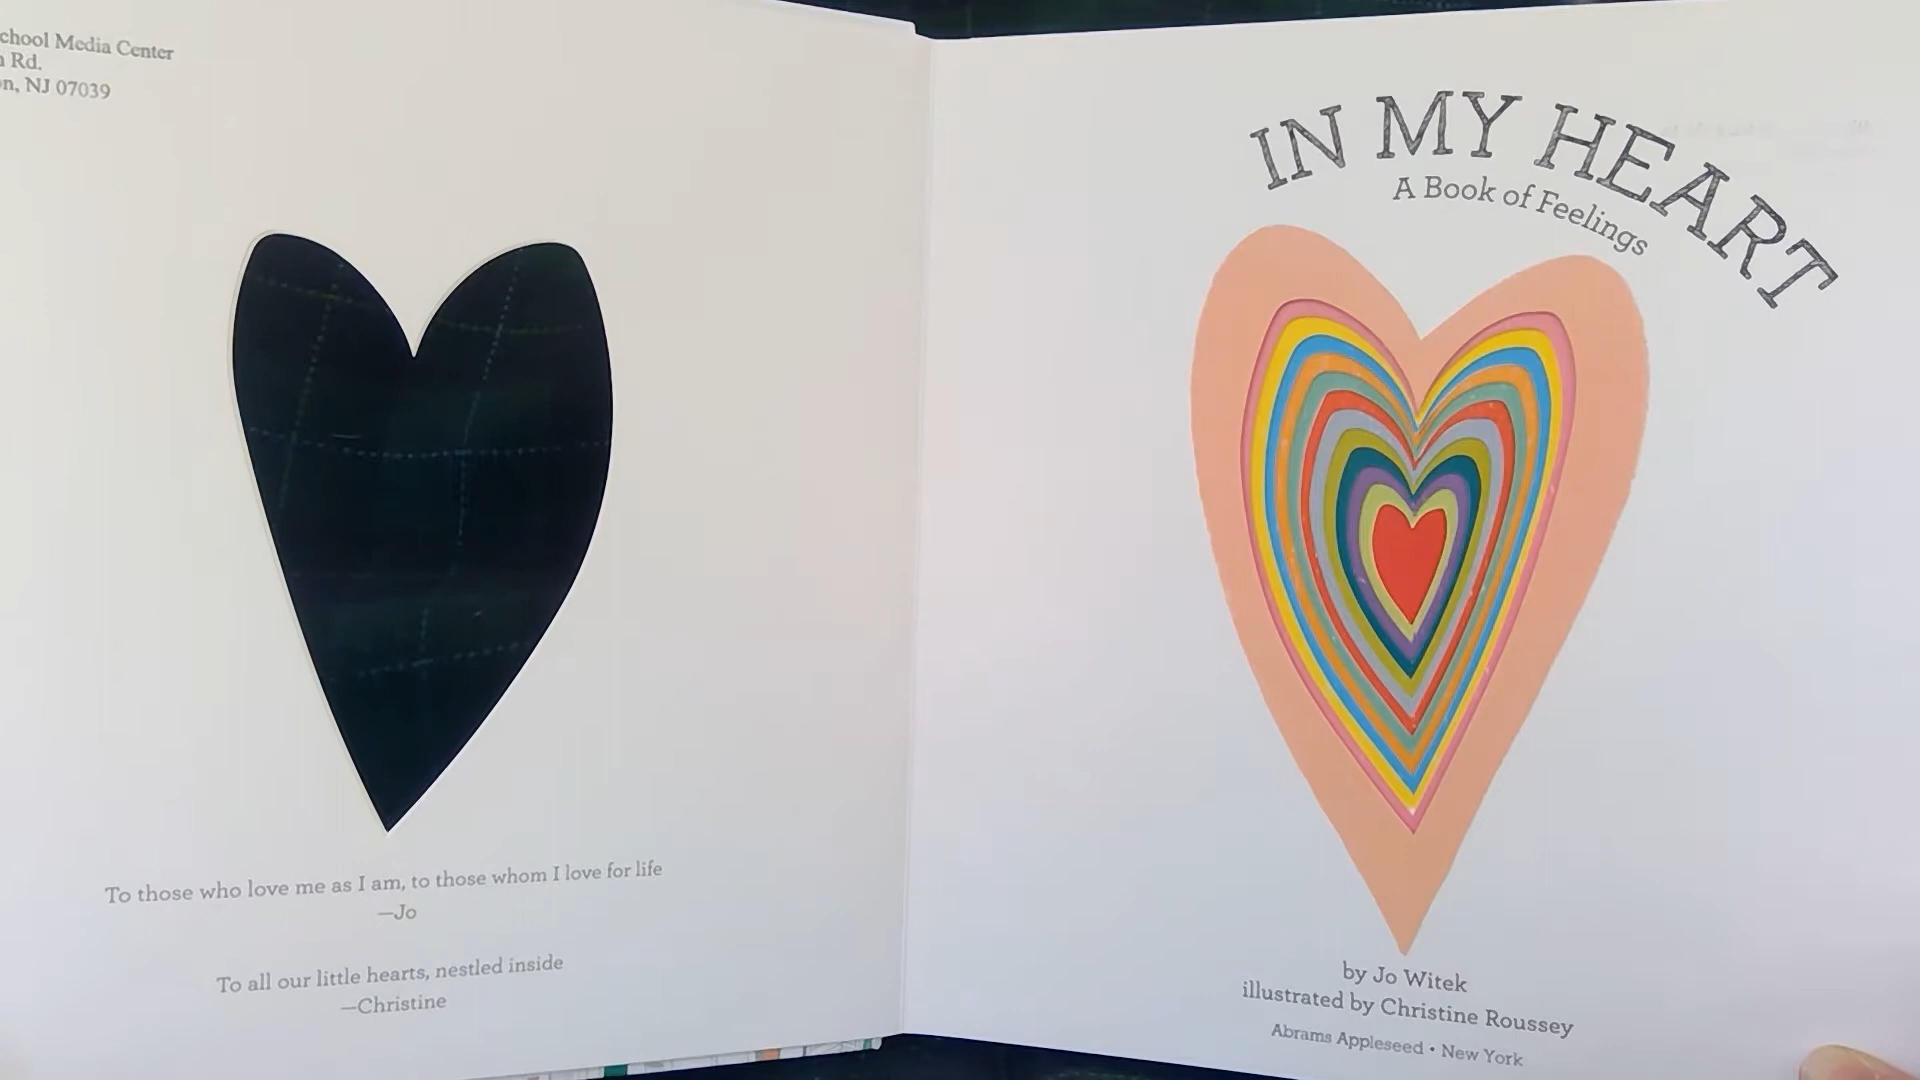 chool Media Center
Rd.
on, NJ 07039
To those who love me as I am, to those whom I love for life
—Jo
To all our little hearts, nestled inside
—Christine
IN MY HEART
A Book of Feelings
by Jo Witek
illustrated by Christine Roussey
Abrams Appleseed • New York